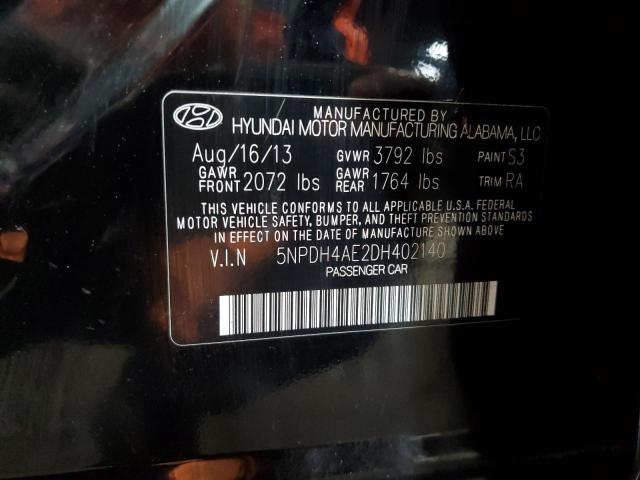 MANUFACTURED BY
HYUNDAI MOTOR MANUFACTURING ALABAMA, LLC
Aug/16/13 GVWR 3792 lbs PAINT S3
GAWR FRONT 2072 lbs GAWR REAR 1764 lbs TRIM RA
THIS VEHICLE CONFORMS TO ALL APPLICABLE U.S.A. FEDERAL
MOTOR VEHICLE SAFETY, BUMPER, AND THEFT PREVENTION STANDARDS
IN EFFECT ON THE DATE OF MANUFACTURE SHOWN ABOVE
V.I.N 5NPDH4AE2DH402140
PASSENGER CAR